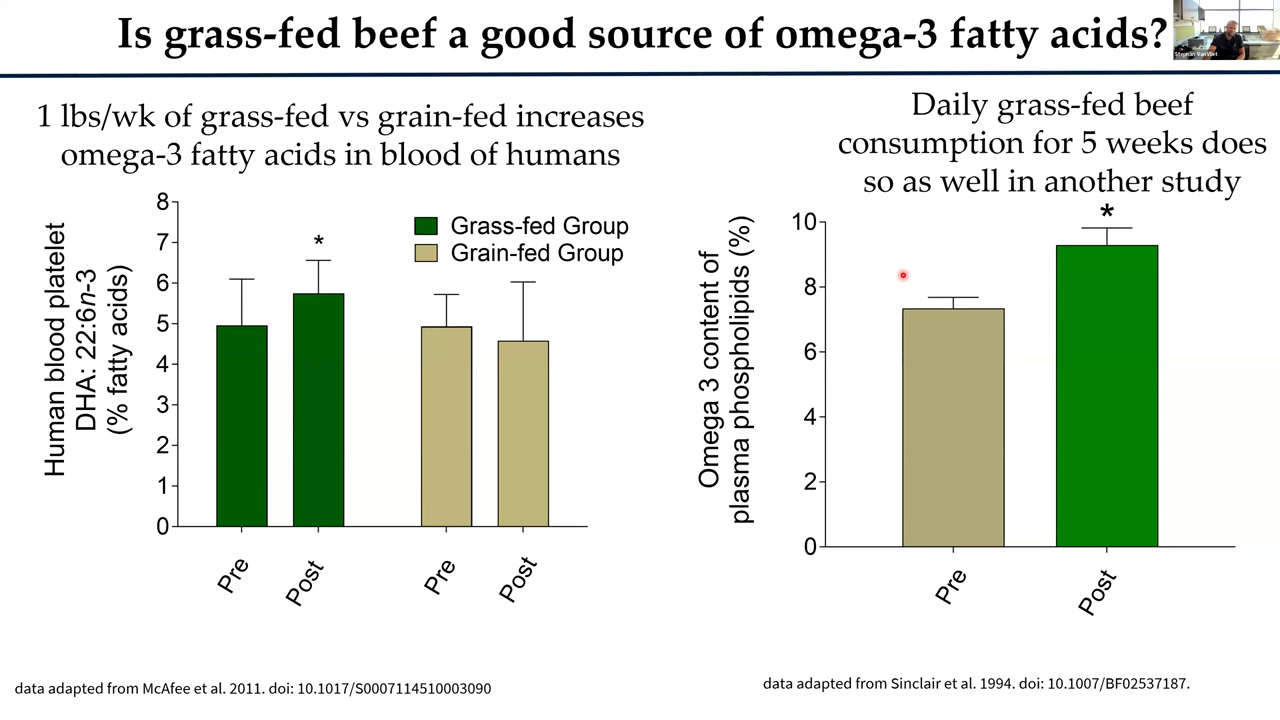 Is grass-fed beef a good source of omega-3 fatty acids?
Stephan VanVliet
1 lbs/wk of grass-fed vs grain-fed increases
omega-3 fatty acids in blood of humans
Human blood platelet
DHA: 22:6n-3
(% fatty acids)
8
7
6
5
4
3
2
1
0
*
Grass-fed Group
Grain-fed Group
Pre
Post
Pre
Post
data adapted from McAfee et al. 2011. doi: 10.1017/S0007114510003090
Daily grass-fed beef
consumption for 5 weeks does
so as well in another study
Omega 3 content of
plasma phospholipids (%)
10
8
6
4
2
0
*
Pre
Post
data adapted from Sinclair et al. 1994. doi: 10.1007/BF02537187.